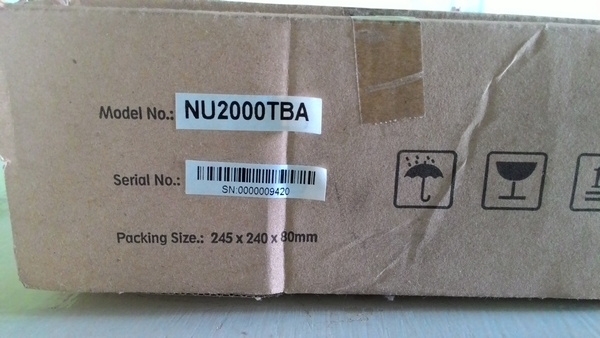 Model No.: NU2000TBA
Serial No.:
SN:0000009420
Packing Size.: 245 x 240 x 80mm